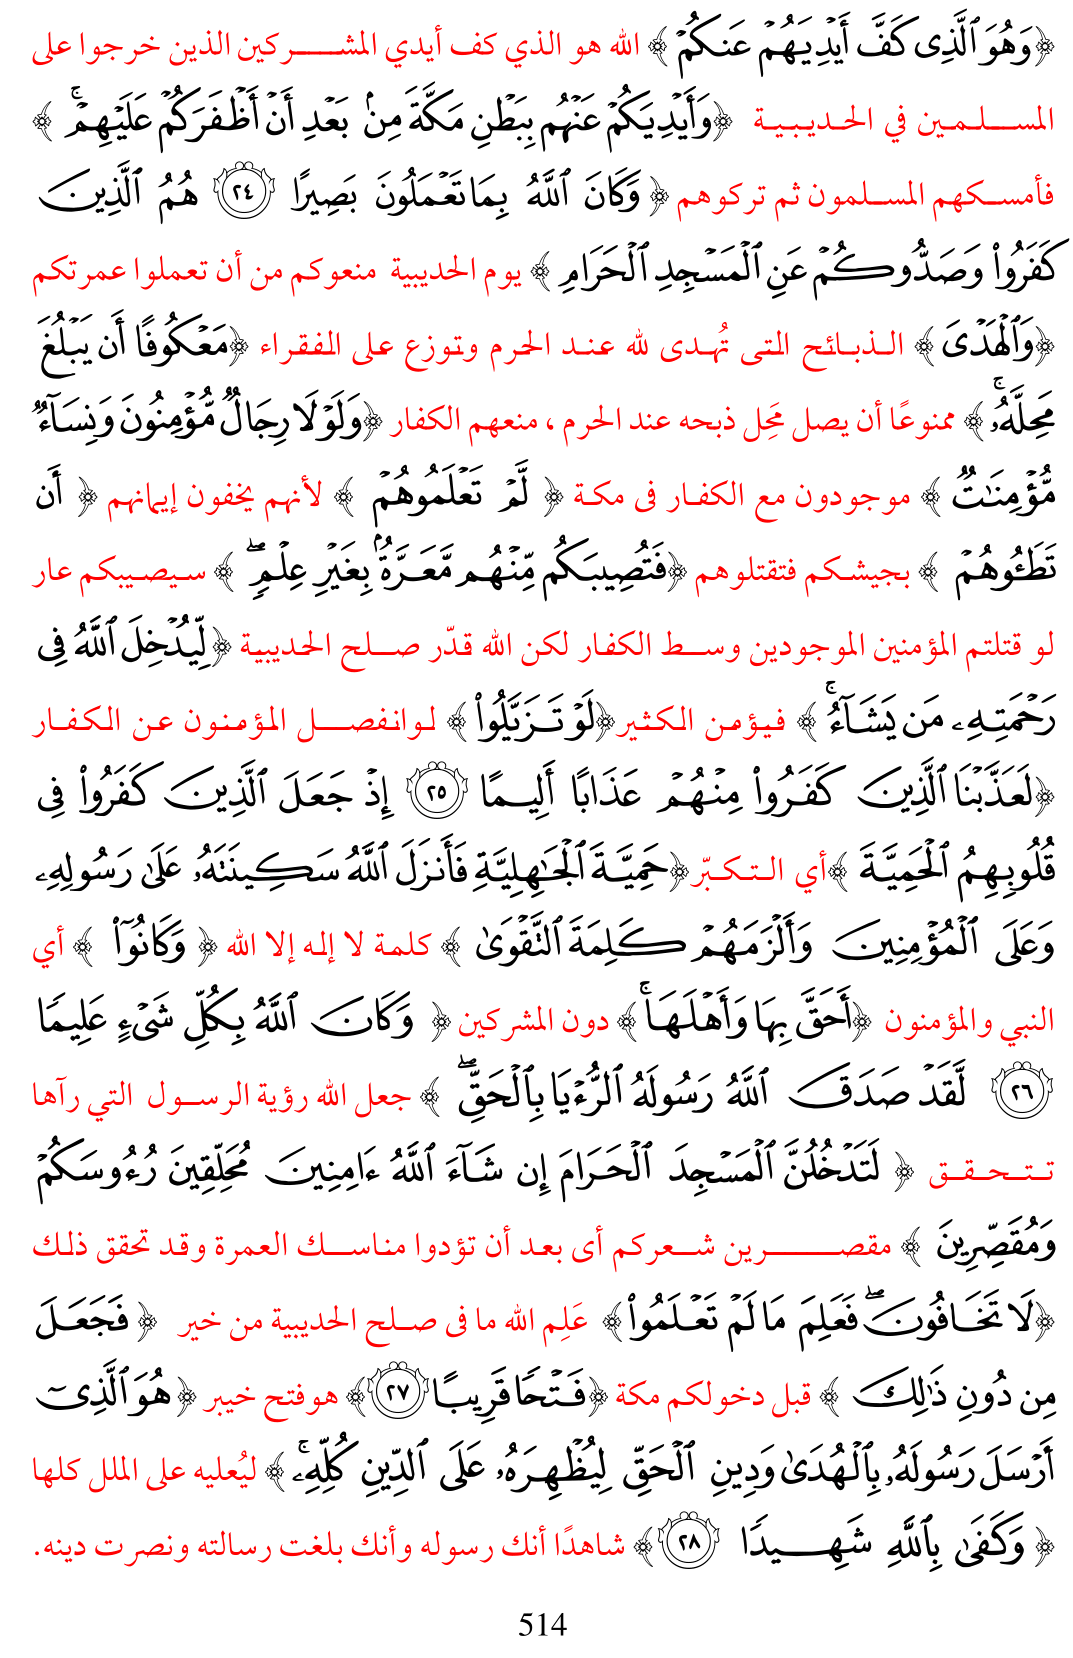 ﴿وَهُوَ ٱلَّذِى كَفَّ أَيْدِيَهُمْ عَنكُمْ ﴾ الله هو الذي كف أيدي المشركين الذين خرجوا على
المسلمين في الحديبية ﴿وَأَيْدِيَكُمْ عَنْهُم بِبَطْنِ مَكَّةَ مِنۢ بَعْدِ أَنْ أَظْفَرَكُمْ عَلَيْهِمْ ۚ ﴾
فأمسكهم المسلمون ثم تركوهم ﴿ وَكَانَ ٱللَّهُ بِمَا تَعْمَلُونَ بَصِيرًا ٢٤ هُمُ ٱلَّذِينَ
كَفَرُوا۟ وَصَدُّوكُمْ عَنِ ٱلْمَسْجِدِ ٱلْحَرَامِ ﴾ يوم الحديبية منعوكم من أن تعملوا عمرتكم
﴿وَٱلْهَدْىَ ﴾ الذبائح التى تُهدى لله عند الحرم وتوزع على الفقراء ﴿مَعْكُوفًا أَن يَبْلُغَ
مَحِلَّهُۥ ۚ ﴾ ممنوعًا أن يصل مَحِل ذبحه عند الحرم ، منعهم الكفار ﴿وَلَوْلَا رِجَالٌ مُّؤْمِنُونَ وَنِسَآءٌ
مُّؤْمِنَـٰتٌ ﴾ موجودون مع الكفار فى مكة ﴿ لَّمْ تَعْلَمُوهُمْ ﴾ لأنهم يخفون إيمانهم ﴿ أَن
تَطَـُٔوهُمْ ﴾ بجيشكم فتقتلوهم ﴿فَتُصِيبَكُم مِّنْهُم مَّعَرَّةٌۢ بِغَيْرِ عِلْمٍ ۖ ﴾ سيصيبكم عار
لو قتلتم المؤمنين الموجودين وسط الكفار لكن الله قدّر صلح الحديبية ﴿لِّيُدْخِلَ ٱللَّهُ فِى
رَحْمَتِهِۦ مَن يَشَآءُ ۚ ﴾ فيؤمن الكثير ﴿لَوْ تَزَيَّلُوا۟ ﴾ لوانفصل المؤمنون عن الكفار
﴿لَعَذَّبْنَا ٱلَّذِينَ كَفَرُوا۟ مِنْهُمْ عَذَابًا أَلِيمًا ٢٥ إِذْ جَعَلَ ٱلَّذِينَ كَفَرُوا۟ فِى
قُلُوبِهِمُ ٱلْحَمِيَّةَ ﴾أي التكبّر ﴿حَمِيَّةَ ٱلْجَـٰهِلِيَّةِ فَأَنزَلَ ٱللَّهُ سَكِينَتَهُۥ عَلَىٰ رَسُولِهِۦ
وَعَلَى ٱلْمُؤْمِنِينَ وَأَلْزَمَهُمْ كَلِمَةَ ٱلتَّقْوَىٰ ﴾ كلمة لا إله إلا الله ﴿ وَكَانُوٓا۟ ﴾ أي
النبي والمؤمنون ﴿أَحَقَّ بِهَا وَأَهْلَهَا ۚ ﴾ دون المشركين ﴿ وَكَانَ ٱللَّهُ بِكُلِّ شَىْءٍ عَلِيمًا
٢٦ لَّقَدْ صَدَقَ ٱللَّهُ رَسُولَهُ ٱلرُّءْيَا بِٱلْحَقِّ ۖ ﴾ جعل الله رؤية الرسول التي رآها
تتحقق ﴿ لَتَدْخُلُنَّ ٱلْمَسْجِدَ ٱلْحَرَامَ إِن شَآءَ ٱللَّهُ ءَامِنِينَ مُحَلِّقِينَ رُءُوسَكُمْ
وَمُقَصِّرِينَ ﴾ مقصرين شعركم أى بعد أن تؤدوا مناسك العمرة وقد تحقق ذلك
﴿لَا تَخَافُونَ ۖ فَعَلِمَ مَا لَمْ تَعْلَمُوا۟ ﴾ عَلِم الله ما فى صلح الحديبية من خير ﴿ فَجَعَلَ
مِن دُونِ ذَٰلِكَ ﴾ قبل دخولكم مكة ﴿فَتْحًا قَرِيبًا ٢٧﴾ هوفتح خيبر ﴿ هُوَ ٱلَّذِىٓ
أَرْسَلَ رَسُولَهُۥ بِٱلْهُدَىٰ وَدِينِ ٱلْحَقِّ لِيُظْهِرَهُۥ عَلَى ٱلدِّينِ كُلِّهِۦ ۚ ﴾ ليُعليه على الملل كلها
﴿ وَكَفَىٰ بِٱللَّهِ شَهِيدًا ٢٨﴾ شاهدًا أنك رسوله وأنك بلغت رسالته ونصرت دينه.
514